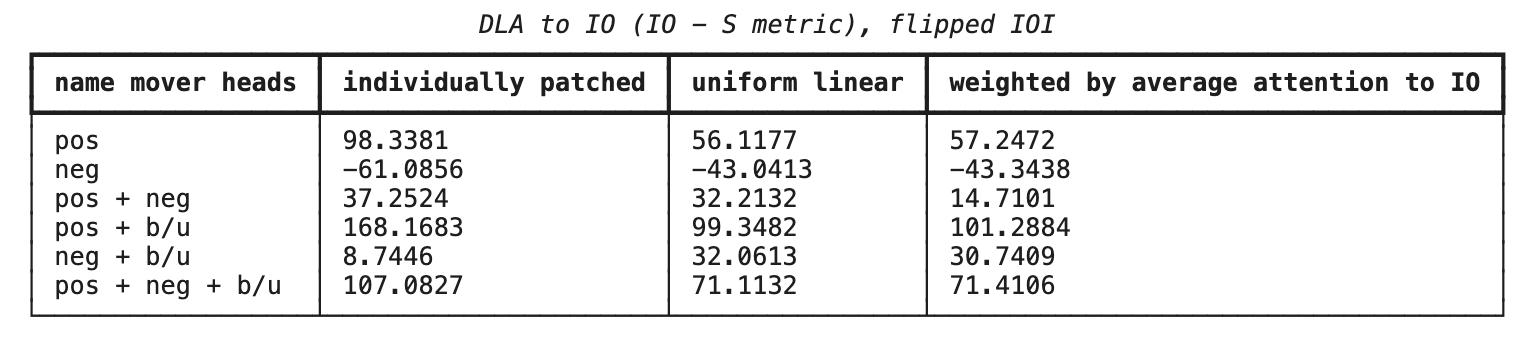 DLA to IO (IO - S metric), flipped IOI
name mover heads individually patched uniform linear weighted by average attention to IO
pos 98.3381 56.1177 57.2472
neg -61.0856 -43.0413 -43.3438
pos + neg 37.2524 32.2132 14.7101
pos + b/u 168.1683 99.3482 101.2884
neg + b/u 8.7446 32.0613 30.7409
pos + neg + b/u 107.0827 71.1132 71.4106